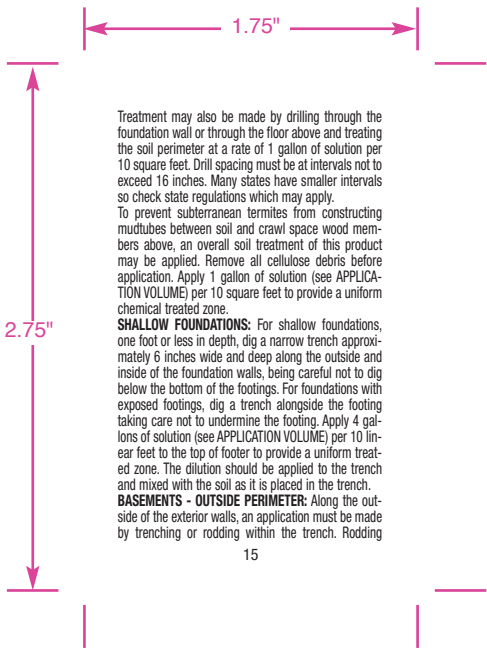 1.75"
2.75"
Treatment may also be made by drilling through the
foundation wall or through the floor above and treating
the soil perimeter at a rate of 1 gallon of solution per
10 square feet. Drill spacing must be at intervals not to
exceed 16 inches. Many states have smaller intervals
so check state regulations which may apply.
To prevent subterranean termites from constructing
mudtubes between soil and crawl space wood mem-
bers above, an overall soil treatment of this product
may be applied. Remove all cellulose debris before
application. Apply 1 gallon of solution (see APPLICA-
TION VOLUME) per 10 square feet to provide a uniform
chemical treated zone.
SHALLOW FOUNDATIONS: For shallow foundations,
one foot or less in depth, dig a narrow trench approxi-
mately 6 inches wide and deep along the outside and
inside of the foundation walls, being careful not to dig
below the bottom of the footings. For foundations with
exposed footings, dig a trench alongside the footing
taking care not to undermine the footing. Apply 4 gal-
lons of solution (see APPLICATION VOLUME) per 10 lin-
ear feet to the top of footer to provide a uniform treat-
ed zone. The dilution should be applied to the trench
and mixed with the soil as it is placed in the trench.
BASEMENTS - OUTSIDE PERIMETER: Along the out-
side of the exterior walls, an application must be made
by trenching or rodding within the trench. Rodding
15